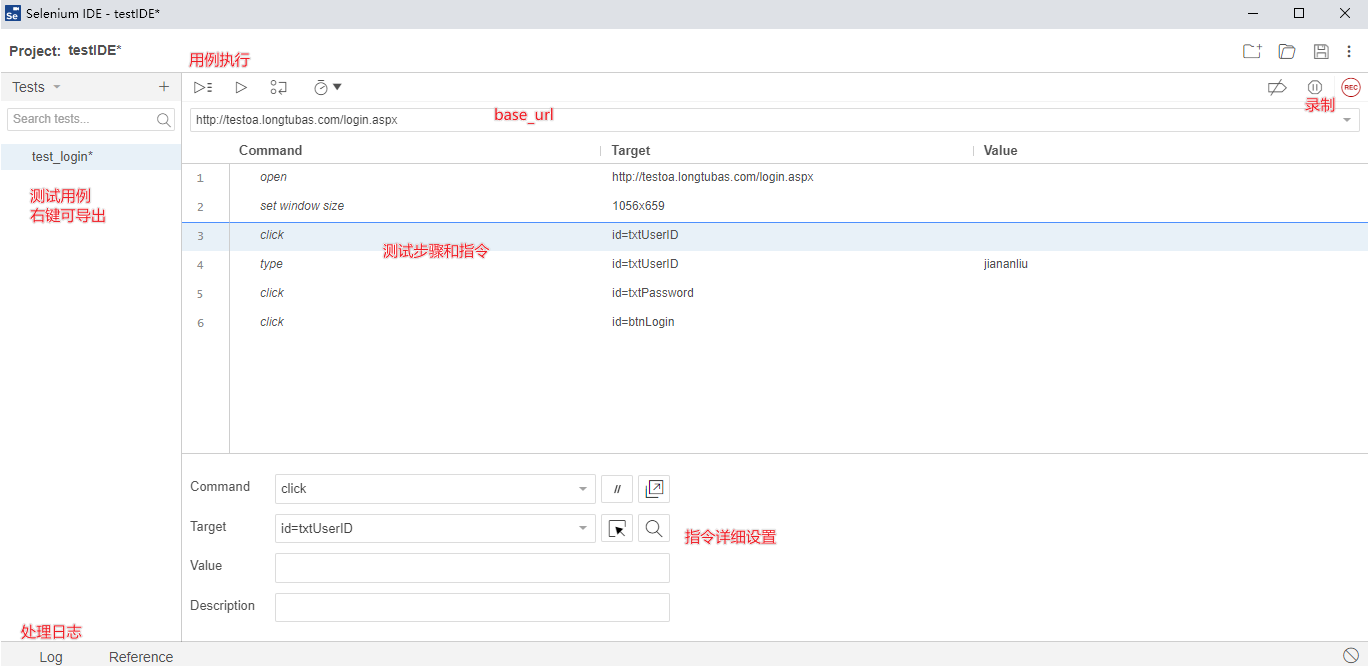 Selenium IDE - testIDE*
Project: testIDE*
用例执行
Tests
REC
录制
Search tests...
http://testoa.longtubas.com/login.aspx
base_url
Command Target Value
test_login*
测试用例
右键可导出
1 open http://testoa.longtubas.com/login.aspx
2 set window size 1056x659
3 click id=txtUserID
测试步骤和指令
4 type id=txtUserID jiananliu
5 click id=txtPassword
6 click id=btnLogin
Command click //
Target id=txtUserID
指令详细设置
Value
Description
处理日志
Log Reference